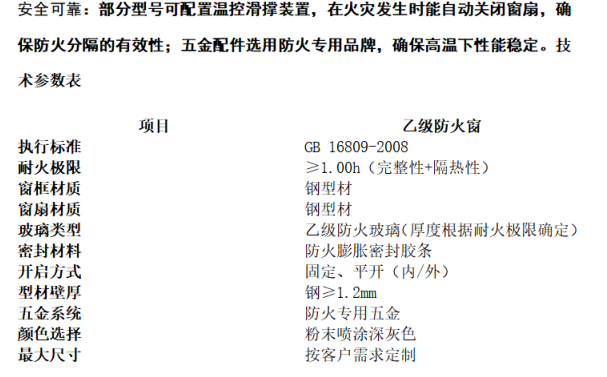 安全可靠：部分型号可配置温控滑撑装置，在火灾发生时能自动关闭窗扇，确
保防火分隔的有效性；五金配件选用防火专用品牌，确保高温下性能稳定。技
术参数表
项目 乙级防火窗
执行标准 GB 16809-2008
耐火极限 ≥1.00h（完整性+隔热性）
窗框材质 钢型材
窗扇材质 钢型材
玻璃类型 乙级防火玻璃(厚度根据耐火极限确定)
密封材料 防火膨胀密封胶条
开启方式 固定、平开（内/外）
型材壁厚 钢≥1.2mm
五金系统 防火专用五金
颜色选择 粉末喷涂深灰色
最大尺寸 按客户需求定制